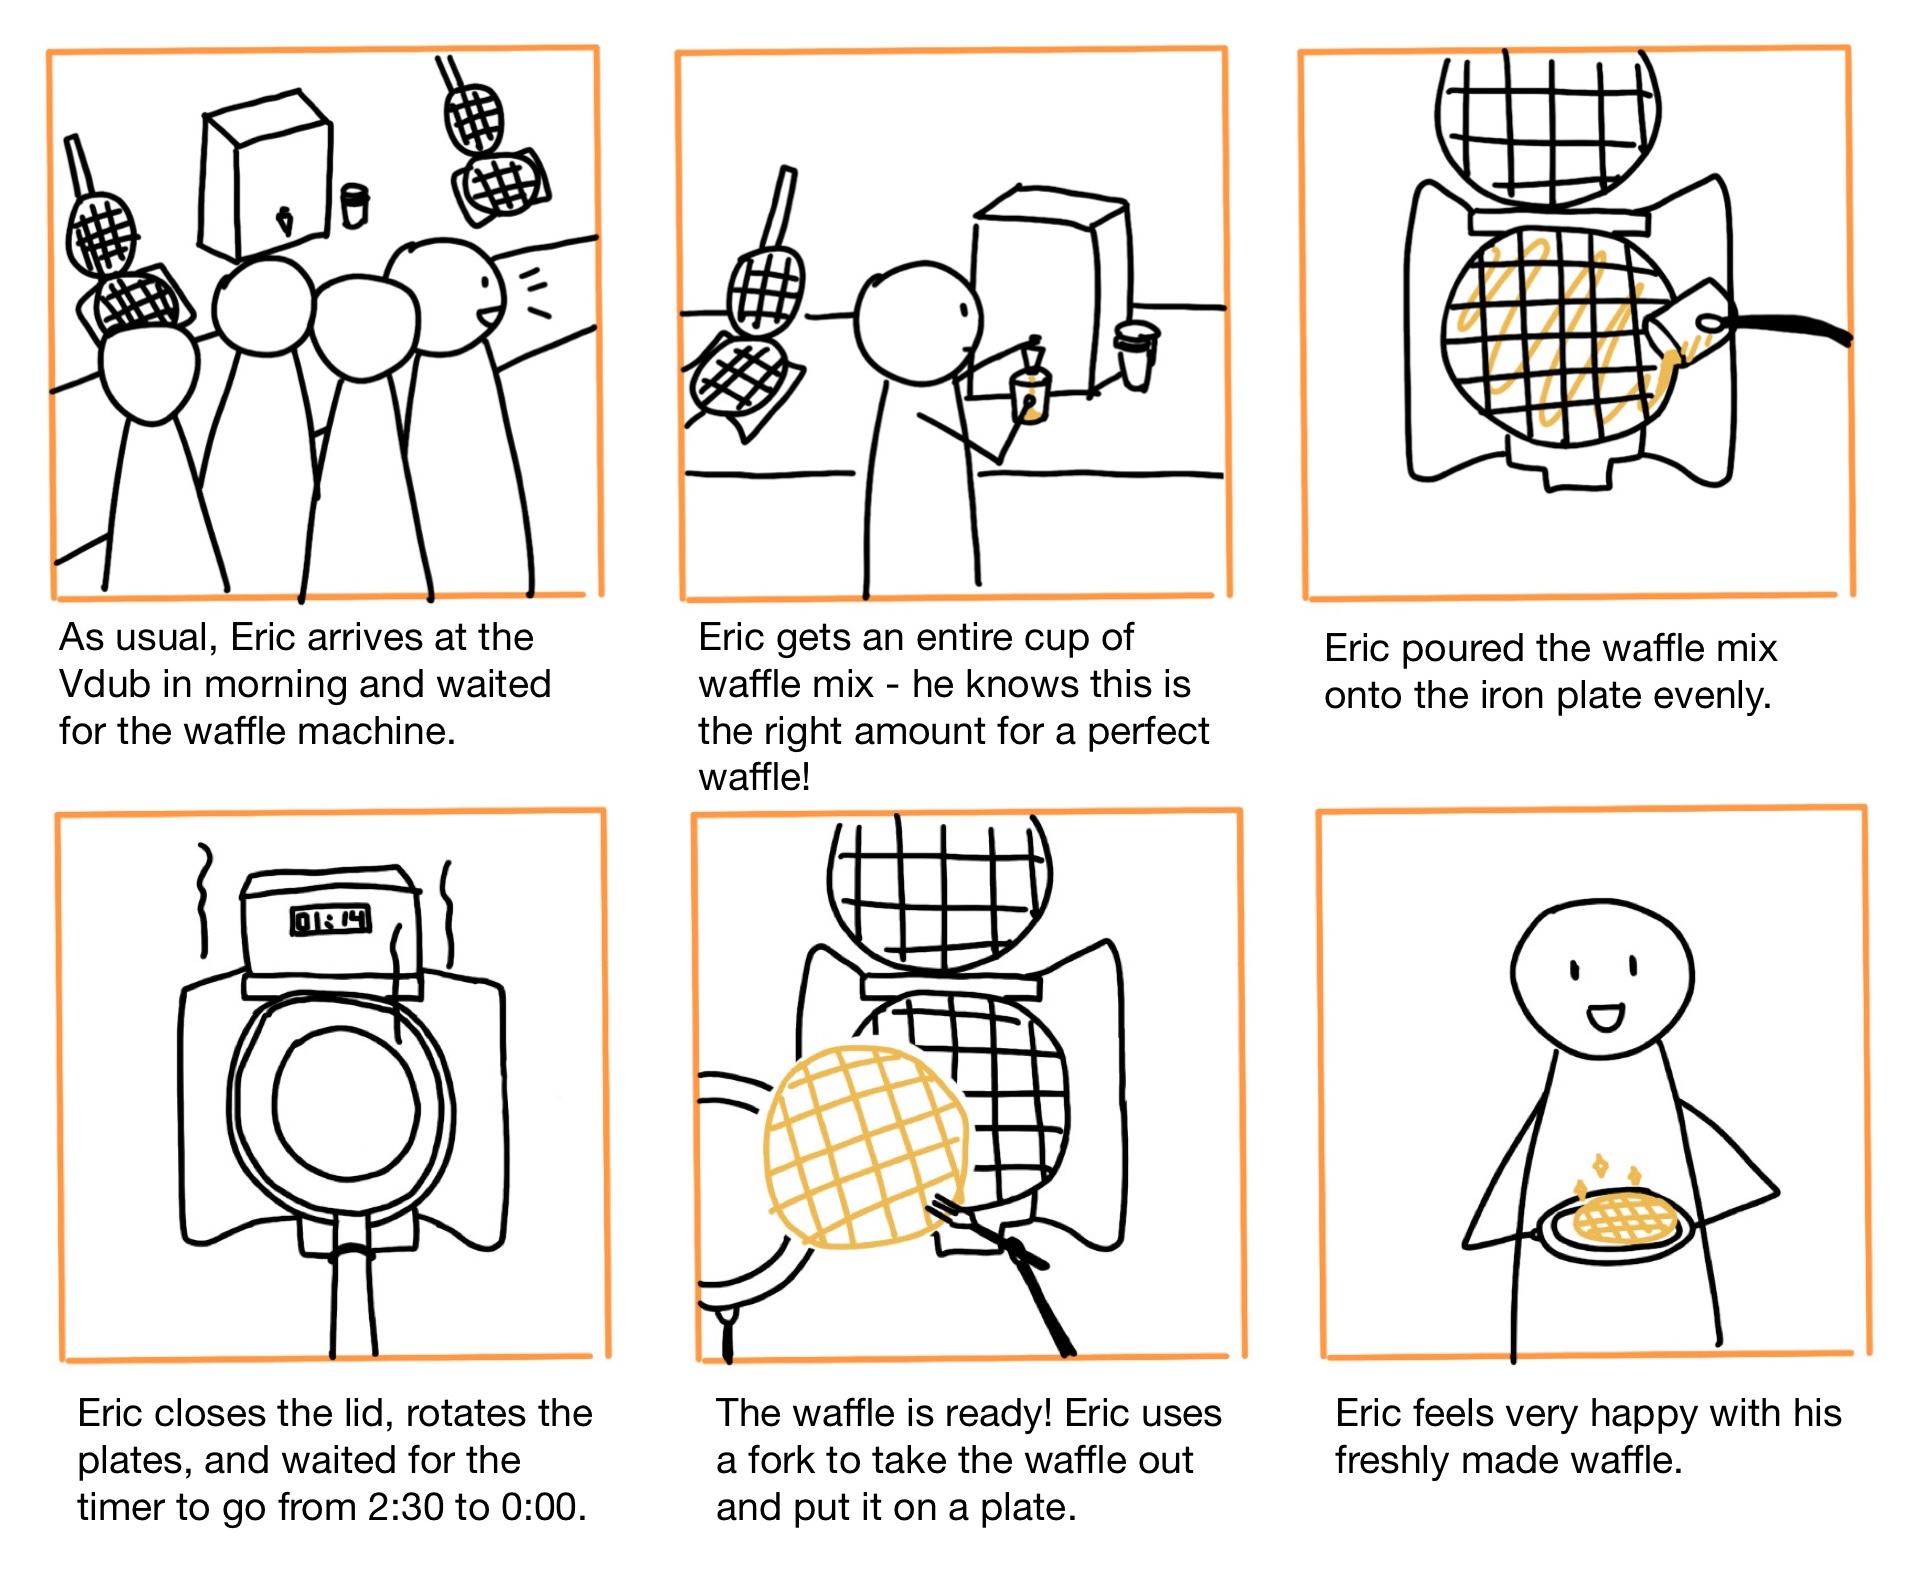 As usual, Eric arrives at the
Vdub in morning and waited
for the waffle machine.
Eric gets an entire cup of
waffle mix - he knows this is
the right amount for a perfect
waffle!
Eric poured the waffle mix
onto the iron plate evenly.
01:14
Eric closes the lid, rotates the
plates, and waited for the
timer to go from 2:30 to 0:00.
The waffle is ready! Eric uses
a fork to take the waffle out
and put it on a plate.
Eric feels very happy with his
freshly made waffle.